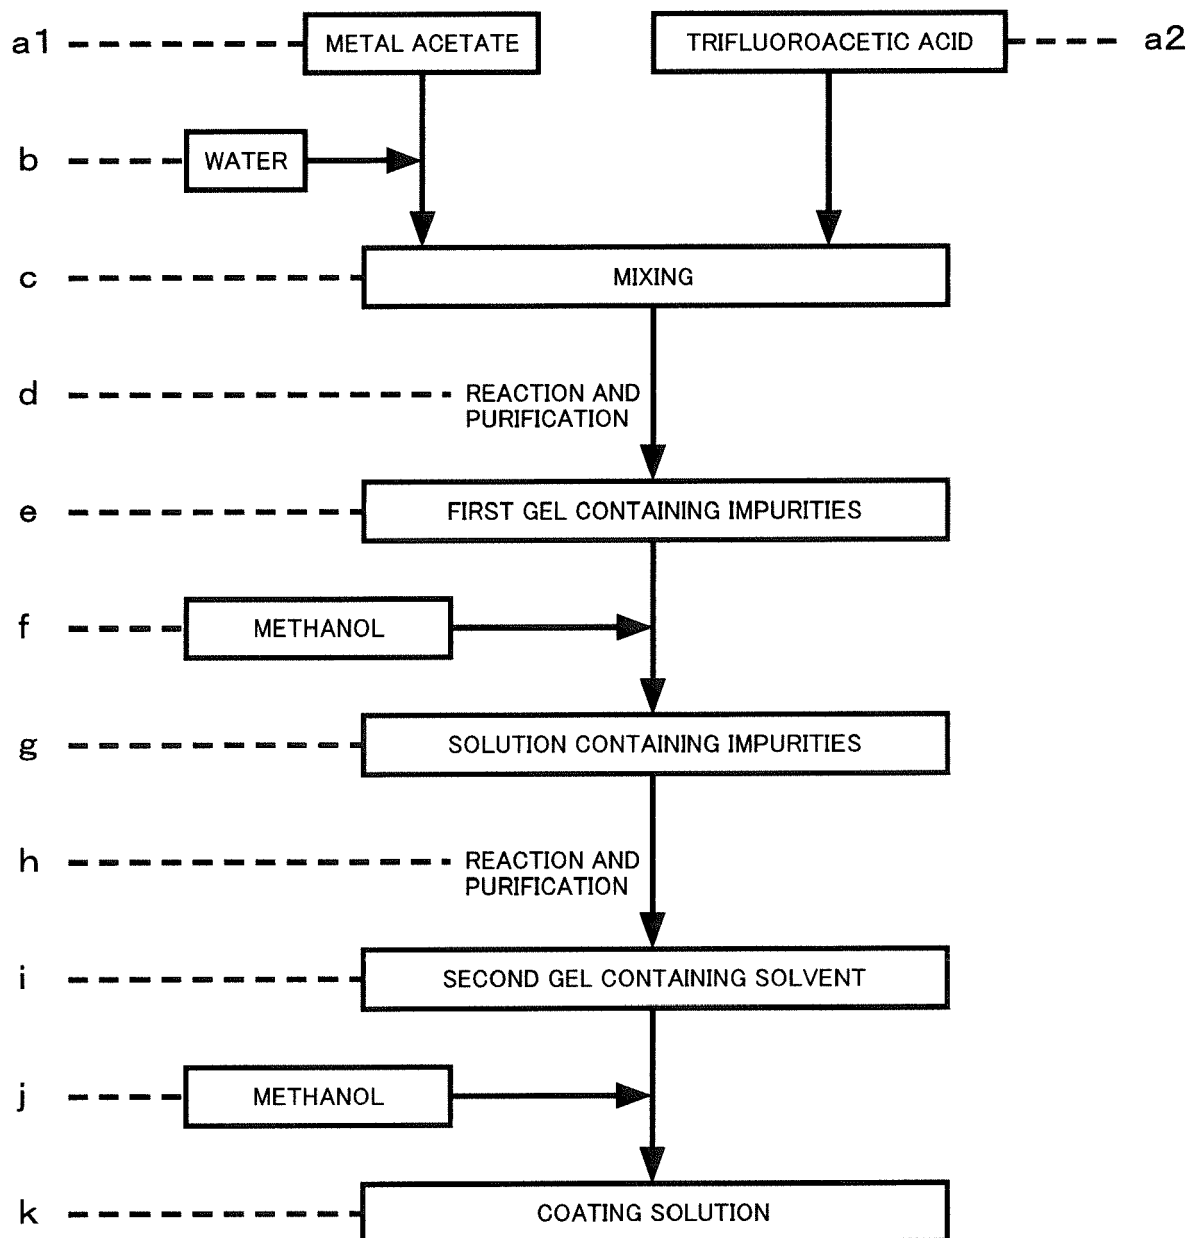 a1 METAL ACETATE TRIFLUOROACETIC ACID a2
b WATER
c MIXING
d REACTION AND
PURIFICATION
e FIRST GEL CONTAINING IMPURITIES
f METHANOL
g SOLUTION CONTAINING IMPURITIES
h REACTION AND
PURIFICATION
i SECOND GEL CONTAINING SOLVENT
j METHANOL
k COATING SOLUTION